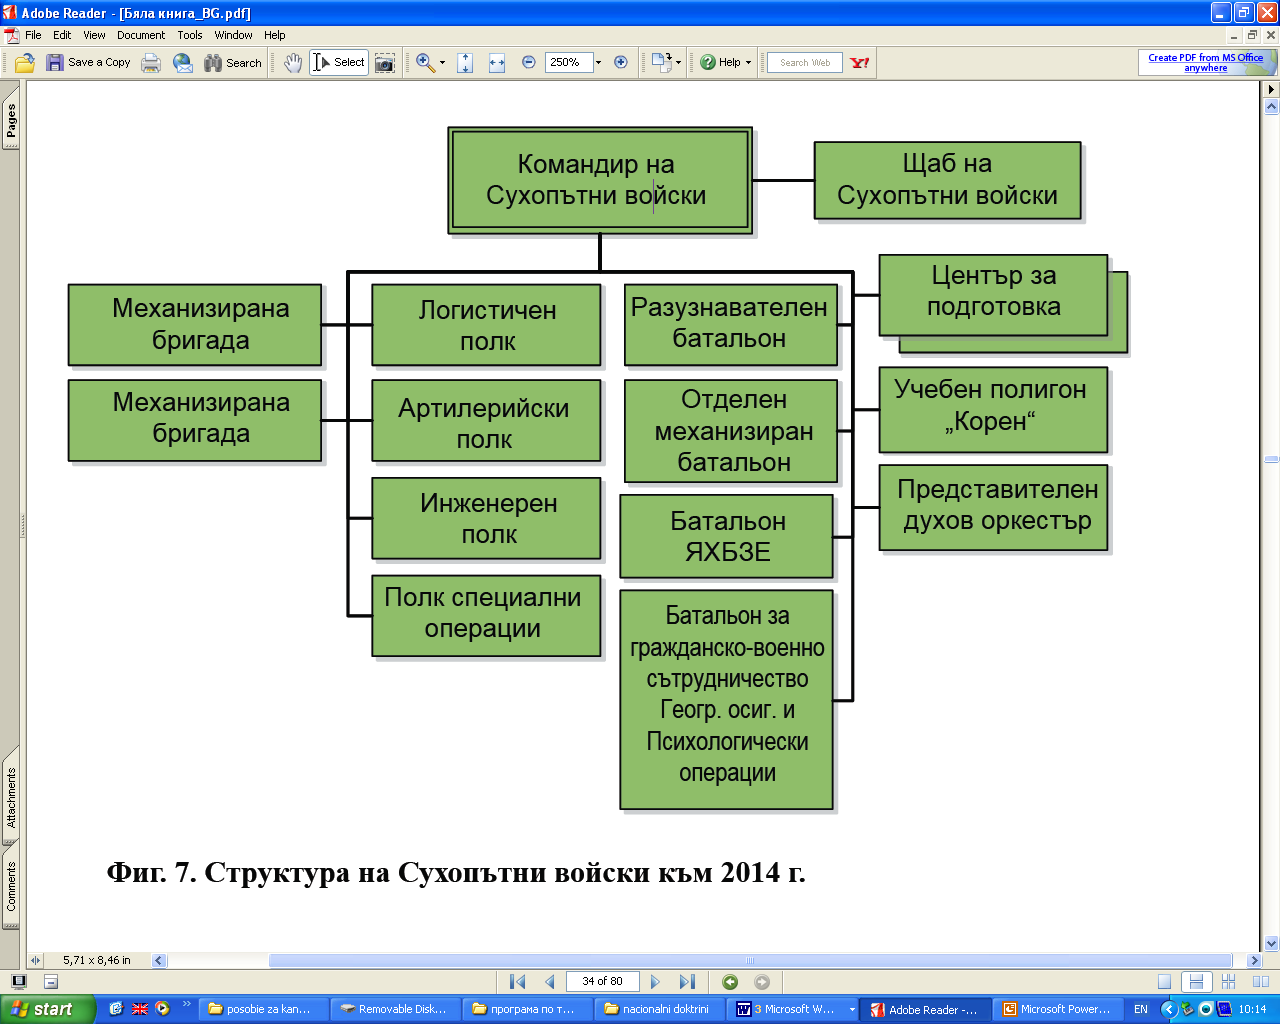 Adobe Reader - [Бяла книга_BG.pdf]
File Edit View Document Tools Window Help
Save a Copy Search Select 250% Help Search Web Y!
Create PDF from MS Office
anywhere
Pages
Командир на
Сухопътни войски
Щаб на
Сухопътни войски
Механизирана
бригада
Механизирана
бригада
Логистичен
полк
Артилерийски
полк
Инженерен
полк
Полк специални
операции
Разузнавателен
батальон
Отделен
механизиран
батальон
Батальон
ЯХБЗЕ
Батальон за
гражданско-военно
сътрудничество
Геогр. осиг. и
Психологически
операции
Център за
подготовка
Учебен полигон
„Корен“
Представителен
духов оркестър
Attachments
Comments
Фиг. 7. Структура на Сухопътни войски към 2014 г.
5,71 x 8,46 in
34 of 80
start posobie za kan... Removable Disk... програма по т... nacionalni doktrini 3 Microsoft W... Adobe Reader -... Microsoft Power... EN 10:14